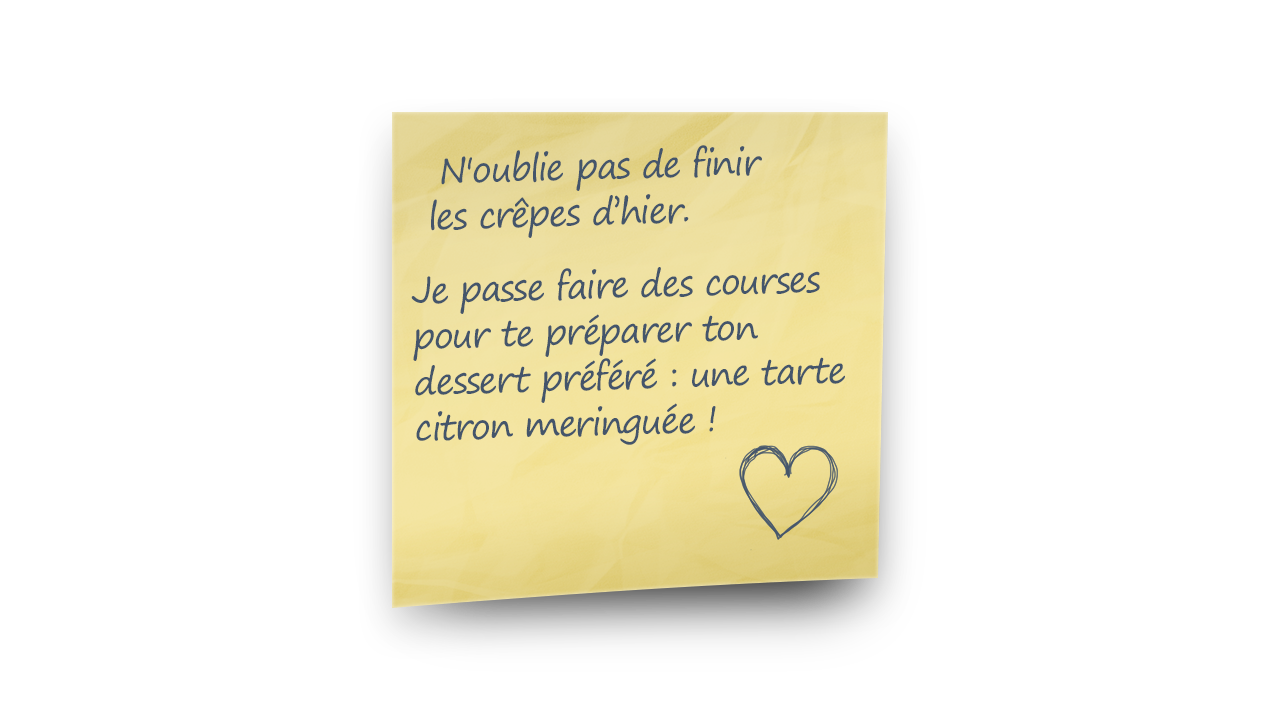 N'oublie pas de finir
les crêpes d’hier.
Je passe faire des courses
pour te préparer ton
dessert préféré : une tarte
citron meringuée !